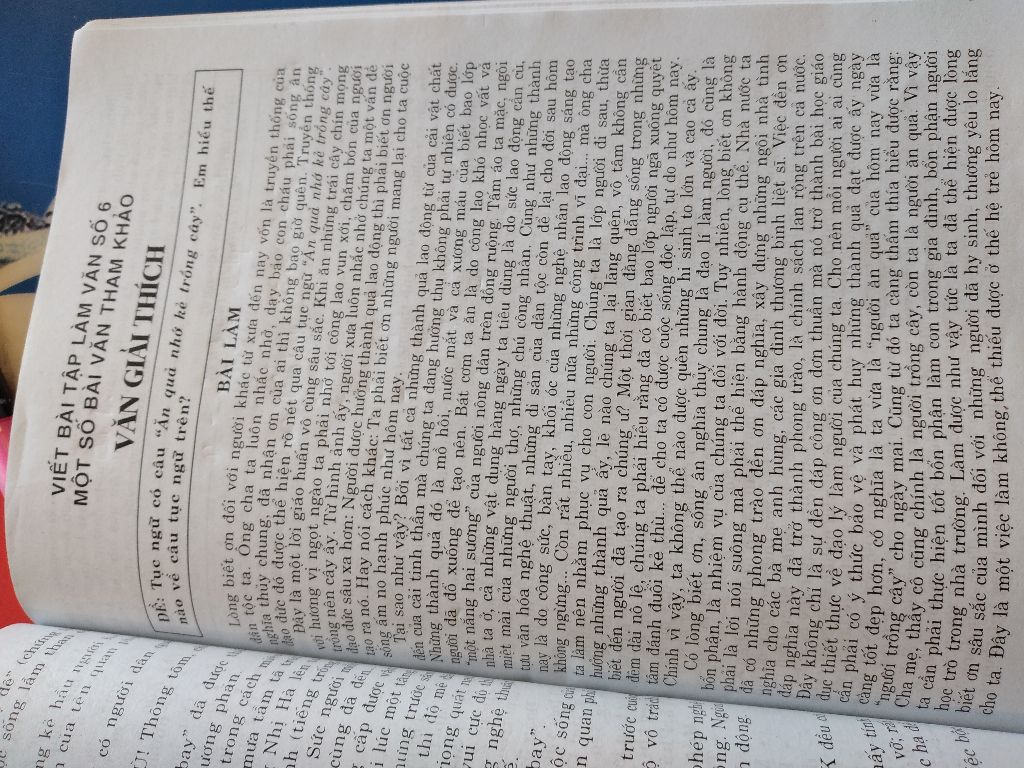 VIẾT BÀI TẬP LÀM VĂN SỐ 6
MỘT SỐ BÀI VĂN THAM KHẢO
VĂN GIẢI THÍCH
ĐỀ: Tục ngữ có câu “Ăn quả nhớ kẻ trồng cây”. Em hiểu thế
nào về câu tục ngữ trên?
BÀI LÀM
Lòng biết ơn đối với người khác từ xưa đến nay vốn là truyền thống của
dân tộc ta. Ông cha ta luôn nhắc nhở, dạy bảo con cháu phải sống ân
nghĩa thủy chung, đã nhận ơn của ai thì không bao giờ quên. Truyền thống
đạo đức đó được thể hiện rõ nét qua câu tục ngữ “Ăn quả nhớ kẻ trồng cây”.
Đây là một lời giáo huấn vô cùng sâu sắc. Khi ăn những trái cây chín mọng
với hương vị ngọt ngào ta phải nhớ tới công lao vun xới, chăm bón của người
trồng nên cây ấy. Từ hình ảnh ấy, người xưa luôn nhắc nhở chúng ta một vấn đề
đạo đức sâu xa hơn: Người được hưởng thành quả lao động thì phải biết ơn người
tạo ra nó. Hay nói cách khác: Ta phải biết ơn những người mang lại cho ta cuộc
sống ấm no hạnh phúc như hôm nay.
Tại sao như vậy? Bởi vì tất cả những thành quả lao động từ của cải vật chất
đến của cải tinh thần mà chúng ta đang hưởng thụ không phải tự nhiên có được.
Những thành quả đó là mồ hôi, nước mắt và cả xương máu của biết bao lớp
người đã đổ xuống để tạo nên. Bát cơm ta ăn là do công lao khó nhọc vất vả
“một nắng hai sương” của người nông dân trên đồng ruộng. Tấm áo ta mặc, ngôi
nhà ta ở, cả những vật dụng hàng ngày ta tiêu dùng là do sức lao động cần cù,
miệt mài của những người thợ, những chú công nhân. Cũng như những thành
tựu văn hóa nghệ thuật, những di sản của dân tộc còn để lại cho đời sau hôm
nay là do công sức, bàn tay, khối óc của những nghệ nhân lao động sáng tạo
không ngừng... Còn rất nhiều, nhiều nữa những công trình vĩ đại... mà ông cha
ta làm nên nhằm phục vụ cho con người. Chúng ta là lớp người đi sau, thừa
hưởng những thành quả ấy, lẽ nào chúng ta lại lãng quên, vô tâm không cần
biết đến người đã tạo ra chúng ư? Một thời gian đằng đẵng sống trong những
đêm dài nô lệ, chúng ta phải hiểu rằng đã có biết bao lớp người ngã xuống quyết
tâm đánh đuổi kẻ thù... để cho ta có được cuộc sống độc lập, tự do như hôm nay.
Chính vì vậy, ta không thể nào được quên những hi sinh to lớn và cao cả ấy.
Có lòng biết ơn, sống ân nghĩa thủy chung là đạo lí làm người, đó cũng là
bổn phận, là nhiệm vụ của chúng ta đối với đời. Tuy nhiên, lòng biết ơn không
phải là lời nói suông mà phải thể hiện bằng hành động cụ thể. Nhà nước ta
đã có những phong trào đền ơn đáp nghĩa, xây dựng những ngôi nhà tình
nghĩa cho các bà mẹ anh hùng, các gia đình thương binh liệt sĩ. Việc đền ơn
đáp nghĩa này đã trở thành phong trào, là chính sách lan rộng trên cả nước.
Đây không chỉ là sự đền đáp công ơn đơn thuần mà nó trở thành bài học giáo
dục thiết thực về đạo lý làm người của chúng ta. Cho nên mỗi người ai ai cũng
cần phải có ý thức bảo vệ và phát huy những thành quả đạt được ấy ngày
càng tốt đẹp hơn, có nghĩa là ta vừa là “người ăn quả” của hôm nay vừa là
“người trồng cây” cho ngày mai. Cũng từ đó ta càng thấm thía hiểu được rằng:
Cha mẹ, thầy cô cũng chính là người trồng cây, còn ta là người ăn quả. Vì vậy
ta cần phải thực hiện tốt bổn phận làm con trong gia đình, bổn phận người
học trò trong nhà trường. Làm được như vậy tức là ta đã thể hiện được lòng
biết ơn sâu sắc của mình đối với những người đã hy sinh, thương yêu lo lắng
cho ta. Đây là một việc làm không thể thiếu được ở thế hệ trẻ hôm nay.